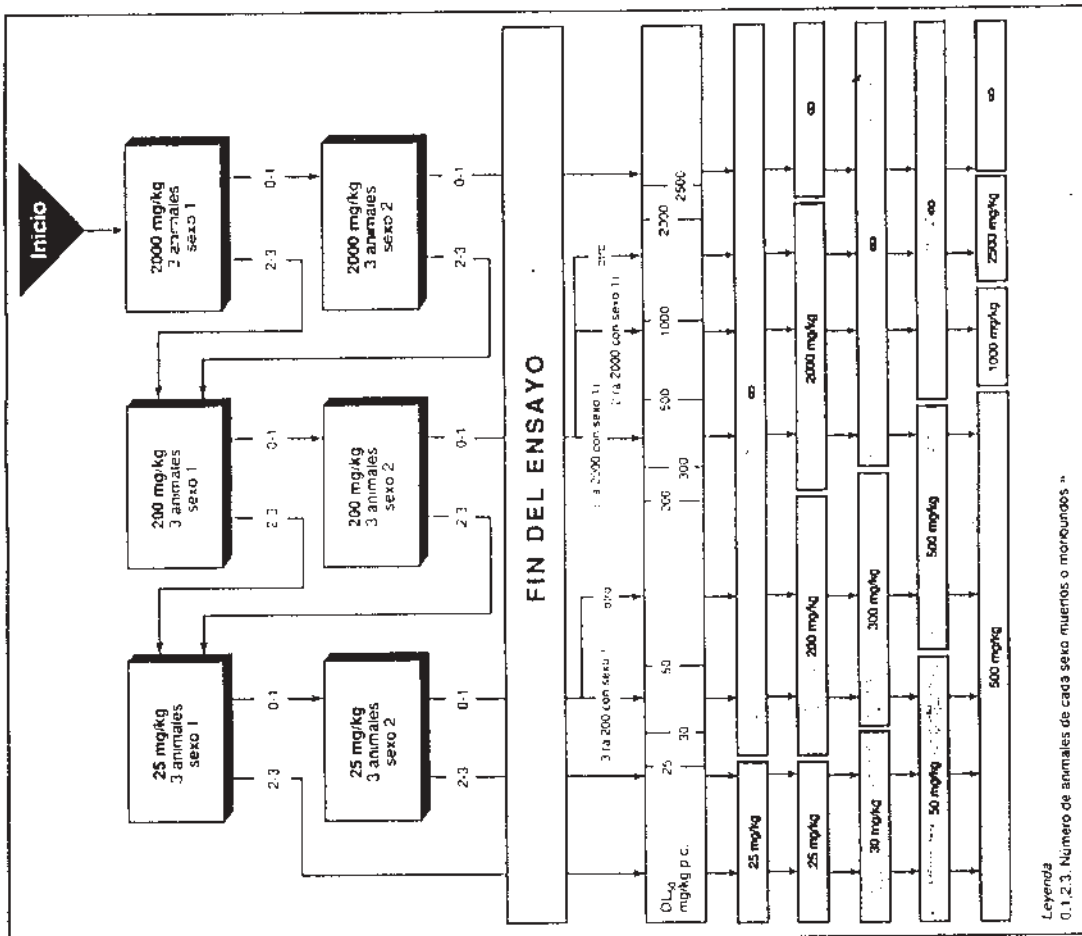 Inicio
25 mg/kg
3 animales
sexo 1
200 mg/kg
3 animales
sexo 1
2000 mg/kg
3 animales
sexo 1
2-3
0-1
2-3
0-1
2-3
0-1
25 mg/kg
3 animales
sexo 2
200 mg/kg
3 animales
sexo 2
2000 mg/kg
3 animales
sexo 2
2-3
0-1
2-3
0-1
2-3
0-1
FIN DEL ENSAYO
3 (a 200 con sexo
otro
(a 2000 con sexo 1)
(a 2000 con sexo 1)
otro
DL50
mg/kg p.c.
25
30
50
200
300
500
1000
2000
2500
25 mg/kg
∞
25 mg/kg
200 mg/kg
2000 mg/kg
∞
30 mg/kg
300 mg/kg
∞
50 mg/kg
500 mg/kg
∞
500 mg/kg
1000 mg/kg
2500 mg/kg
∞
Leyenda
0,1,2,3. Número de animales de cada sexo muertos o moribundos